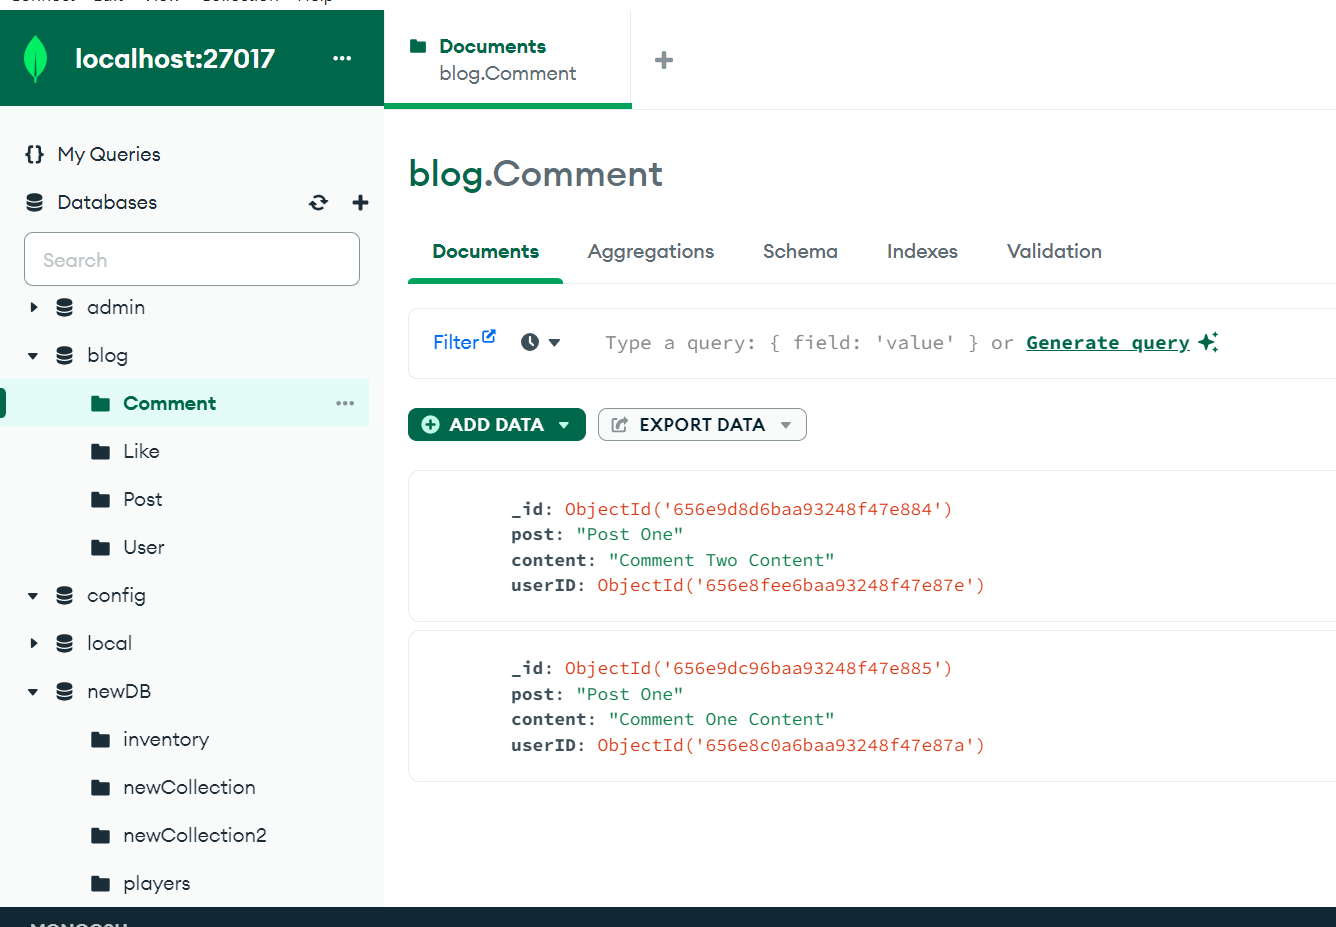 localhost:27017
My Queries
Databases
Search
admin
blog
Comment
Like
Post
User
config
local
newDB
inventory
newCollection
newCollection2
players
Documents
blog.Comment
blog.Comment
Documents Aggregations Schema Indexes Validation
Filter Type a query: { field: 'value' } or Generate query
ADD DATA EXPORT DATA
_id: ObjectId('656e9d8d6baa93248f47e884')
post: "Post One"
content: "Comment Two Content"
userID: ObjectId('656e8fee6baa93248f47e87e')
_id: ObjectId('656e9dc96baa93248f47e885')
post: "Post One"
content: "Comment One Content"
userID: ObjectId('656e8c0a6baa93248f47e87a')